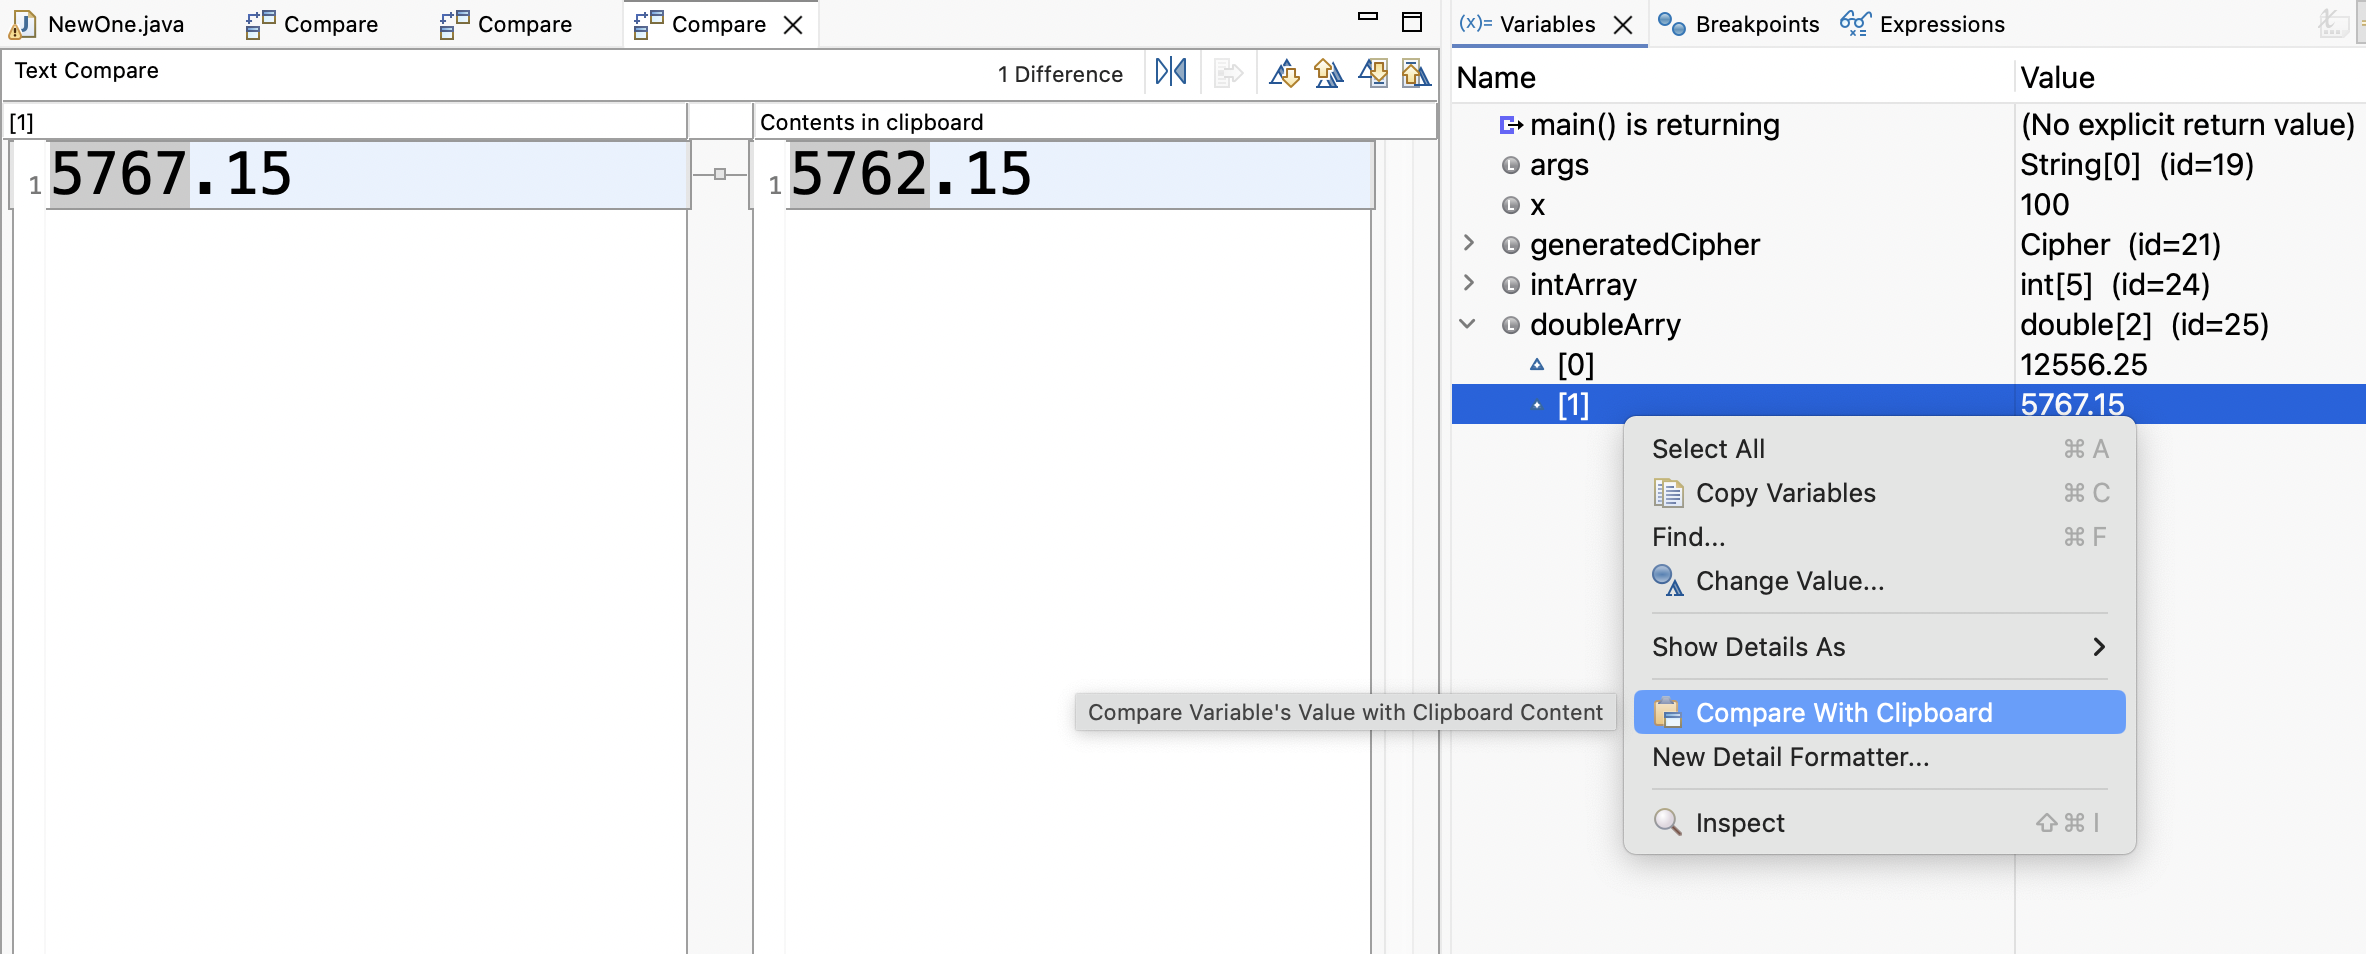 NewOne.java Compare Compare Compare
Text Compare
1 Difference
[1]
Contents in clipboard
1 5767.15
1 5762.15
(x)= Variables Breakpoints Expressions
Name Value
main() is returning (No explicit return value)
args String[0] (id=19)
x 100
generatedCipher Cipher (id=21)
intArray int[5] (id=24)
doubleArry double[2] (id=25)
[0] 12556.25
[1] 5767.15
Select All ⌘ A
Copy Variables ⌘ C
Find... ⌘ F
Change Value...
Show Details As
Compare With Clipboard
Compare Variable's Value with Clipboard Content
New Detail Formatter...
Inspect ⇧ ⌘ I